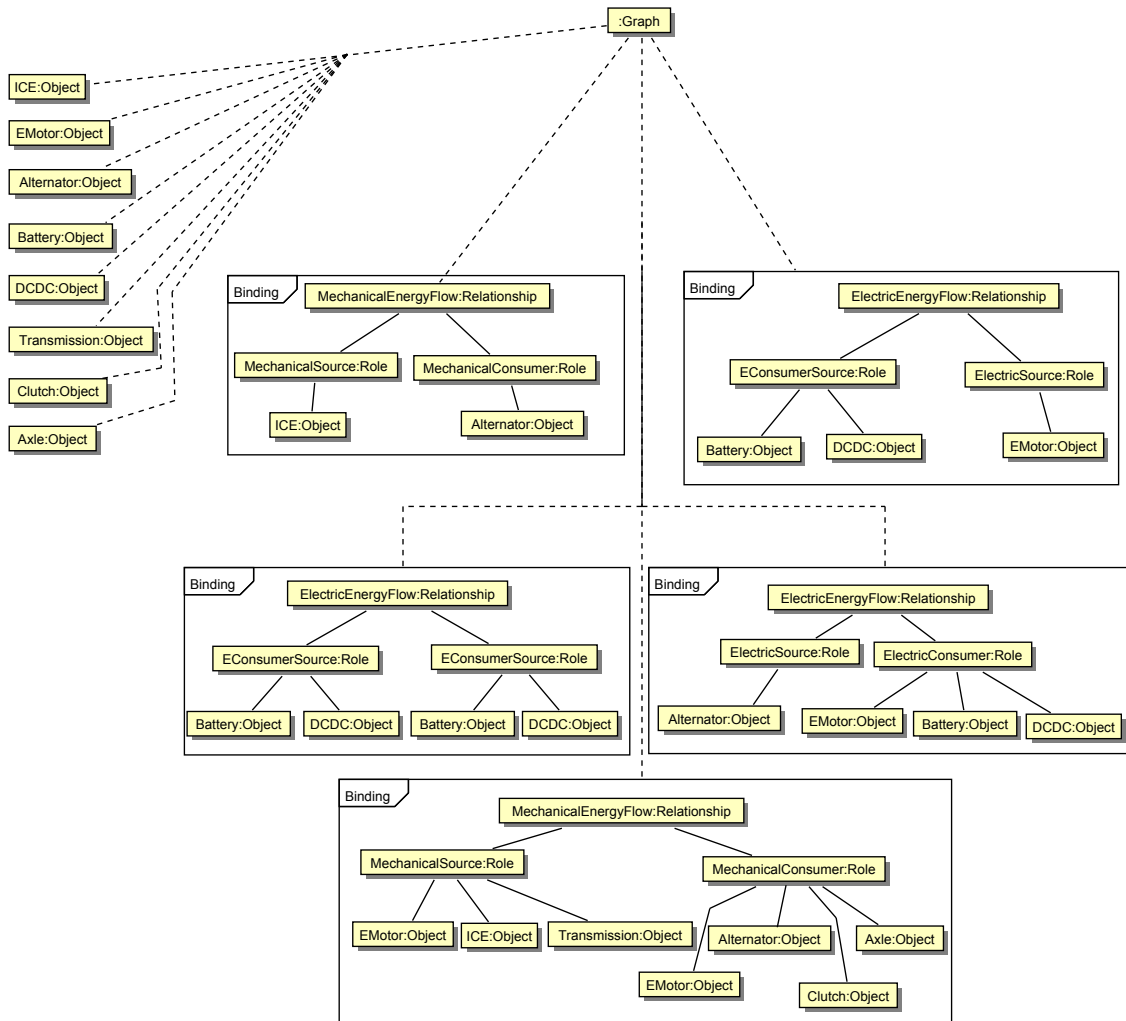 :Graph
ICE:Object
EMotor:Object
Alternator:Object
Battery:Object
DCDC:Object
Transmission:Object
Clutch:Object
Axle:Object
Binding
MechanicalEnergyFlow:Relationship
MechanicalSource:Role
MechanicalConsumer:Role
ICE:Object
Alternator:Object
Binding
ElectricEnergyFlow:Relationship
EConsumerSource:Role
ElectricSource:Role
Battery:Object
DCDC:Object
EMotor:Object
Binding
ElectricEnergyFlow:Relationship
EConsumerSource:Role
EConsumerSource:Role
Battery:Object
DCDC:Object
Battery:Object
DCDC:Object
Binding
ElectricEnergyFlow:Relationship
ElectricSource:Role
ElectricConsumer:Role
Alternator:Object
EMotor:Object
Battery:Object
DCDC:Object
Binding
MechanicalEnergyFlow:Relationship
MechanicalSource:Role
MechanicalConsumer:Role
EMotor:Object
ICE:Object
Transmission:Object
Alternator:Object
Axle:Object
EMotor:Object
Clutch:Object